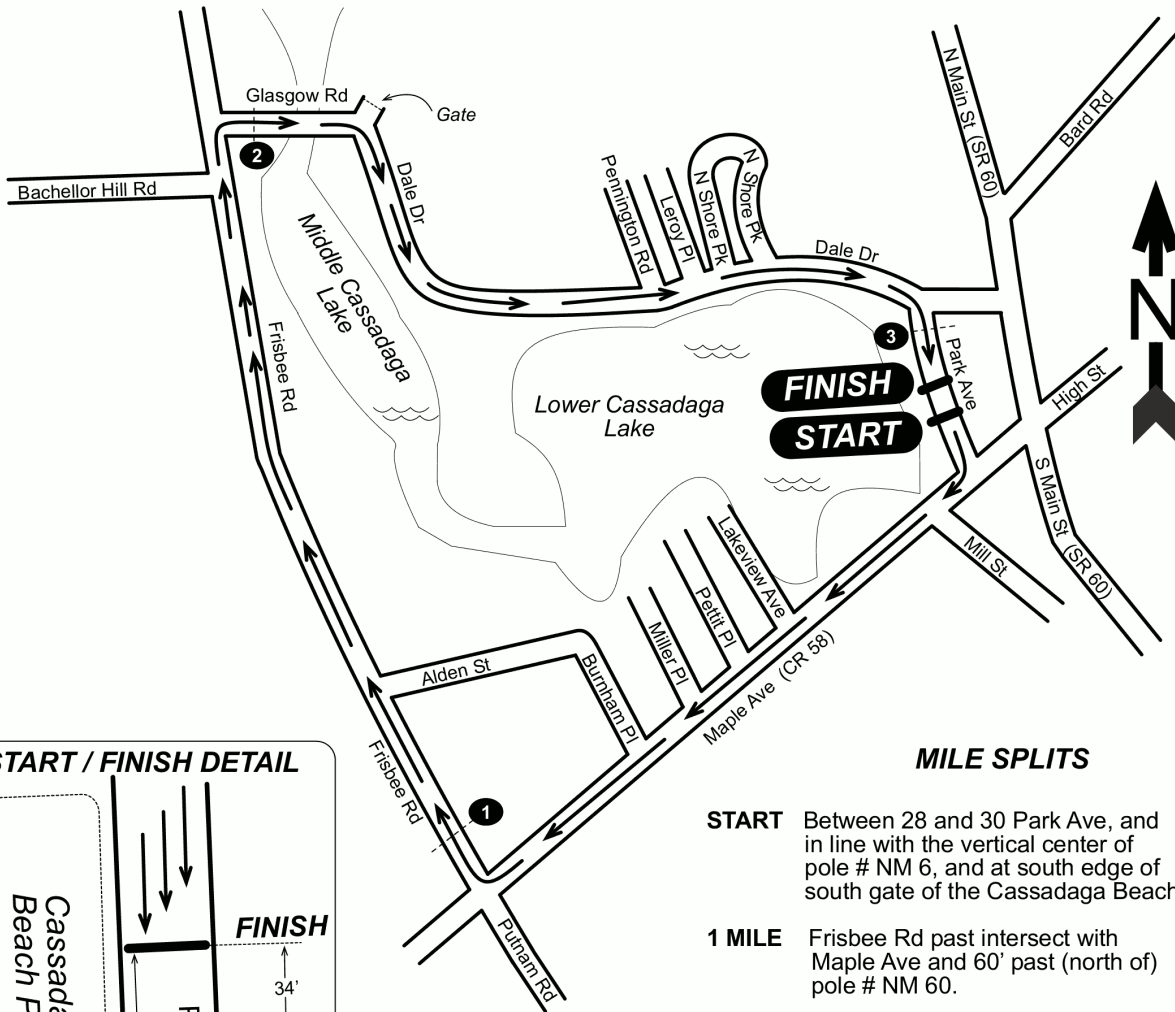 Glasgow Rd
Gate
2
Bachellor Hill Rd
Dale Dr
Middle Cassadaga
Lake
Frisbee Rd
Pennington Rd
Leroy Pl
N Shore Pk
N Shore Pk
Dale Dr
N Main St (SR 60)
Bard Rd
N
3
Park Ave
FINISH
START
High St
Lower Cassadaga
Lake
S Main St (SR 60)
Mill St
Lakeview Ave
Pettit Pl
Miller Pl
Burnham Pl
Alden St
Maple Ave (CR 58)
Frisbee Rd
1
Putnam Rd
START / FINISH DETAIL
FINISH
34'
MILE SPLITS
START Between 28 and 30 Park Ave, and
in line with the vertical center of
pole # NM 6, and at south edge of
south gate of the Cassadaga Beach
1 MILE Frisbee Rd past intersect with
Maple Ave and 60' past (north of)
pole # NM 60.